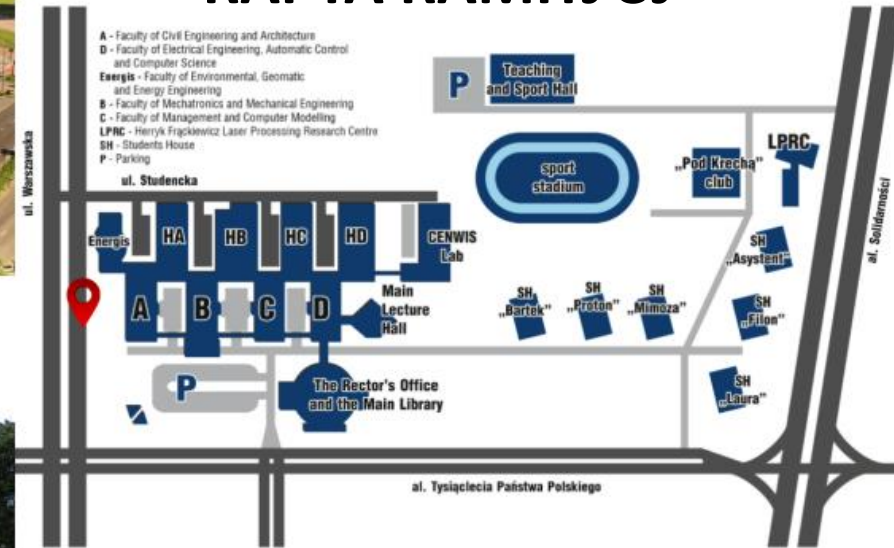 A - Faculty of Civil Engineering and Architecture
D - Faculty of Electrical Engineering, Automatic Control
and Computer Science
Energis - Faculty of Environmental, Geomatic
and Energy Engineering
B - Faculty of Mechatronics and Mechanical Engineering
C - Faculty of Management and Computer Modelling
LPRC - Herryk Frąckiewicz Laser Processing Research Centre
SH - Students House
P - Parking
ul. Warszawska
ul. Studencka
P
Teaching
and Sport Hall
sport
stadium
„Pod Krechą”
club
LPRC
al. Solidarności
Energis
HA
HB
HC
HD
CENWIS
Lab
SH
„Asystent”
A
B
C
D
Main
Lecture
Hall
SH
„Bartek”
SH
„Proton”
SH
„Mimoza”
SH
„Filon”
P
The Rector's Office
and the Main Library
SH
„Laura”
al. Tysiąclecia Państwa Polskiego